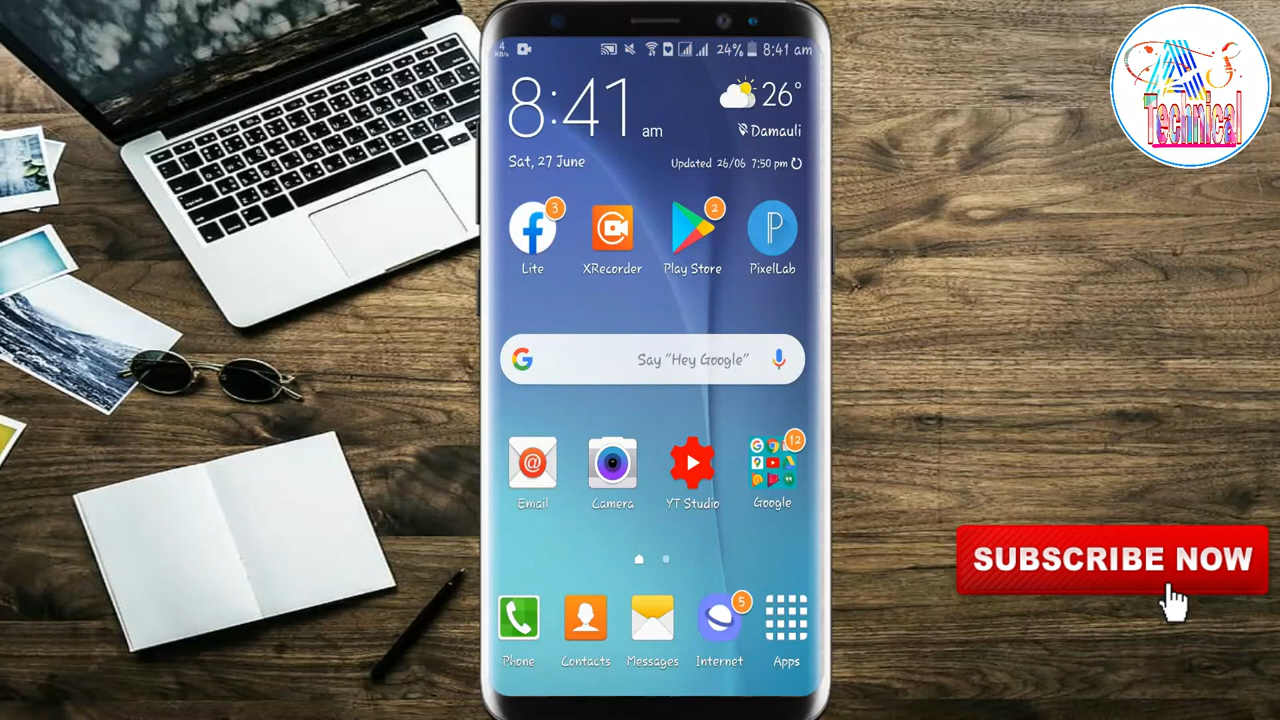 4
KB/s
24% 8:41 am
8:41 am
26°
Damauli
Sat, 27 June
Updated 26/06 7:50 pm
3
2
Lite
XRecorder
Play Store
PixelLab
Say "Hey Google"
12
Email
Camera
YT Studio
Google
5
Phone
Contacts
Messages
Internet
Apps
Technical
SUBSCRIBE NOW